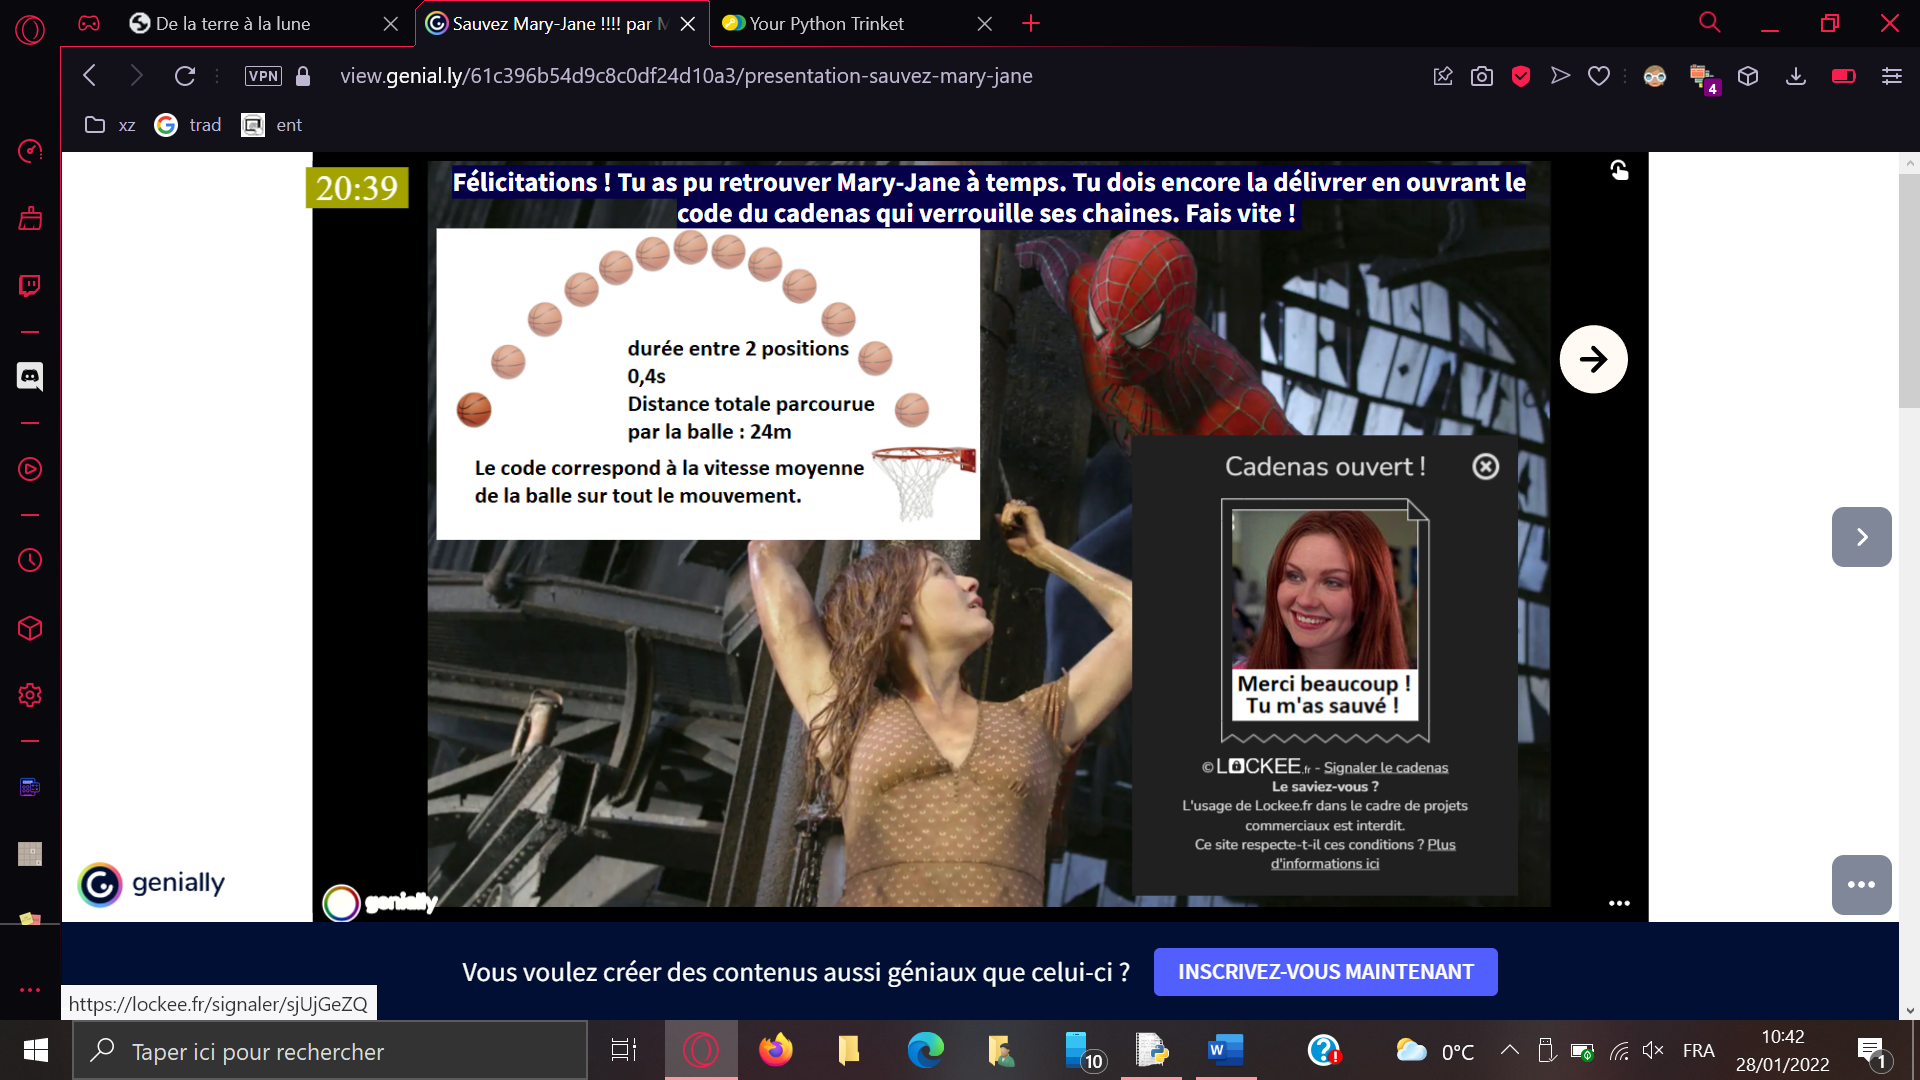 De la terre à la lune
Sauvez Mary-Jane !!!! par M
Your Python Trinket
VPN
view.genial.ly/61c396b54d9c8c0df24d10a3/presentation-sauvez-mary-jane
4
xz
trad
ent
20:39
Félicitations ! Tu as pu retrouver Mary-Jane à temps. Tu dois encore la délivrer en ouvrant le
code du cadenas qui verrouille ses chaines. Fais vite !
durée entre 2 positions
0,4s
Distance totale parcourue
par la balle : 24m
Le code correspond à la vitesse moyenne
de la balle sur tout le mouvement.
Cadenas ouvert !
Merci beaucoup !
Tu m'as sauvé !
© LOCKEE.fr - Signaler le cadenas
Le saviez-vous ?
L'usage de Lockee.fr dans le cadre de projets
commerciaux est interdit.
Ce site respecte-t-il ces conditions ? Plus
d'informations ici
genially
genially
Vous voulez créer des contenus aussi géniaux que celui-ci ?
INSCRIVEZ-VOUS MAINTENANT
https://lockee.fr/signaler/sjUjGeZQ
Taper ici pour rechercher
10
W
0°C
FRA
10:42
28/01/2022
1